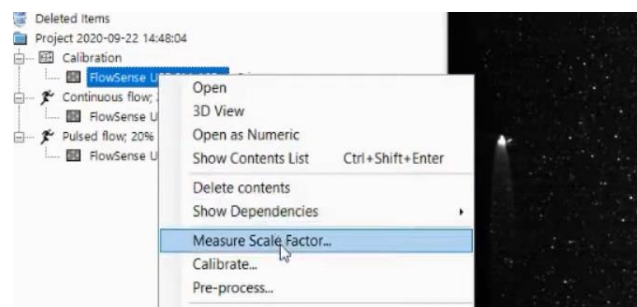 Deleted Items
Project 2020-09-22 14:48:04
Calibration
FlowSense U
Continuous flow;
FlowSense U
Pulsed flow; 20%
FlowSense U
Open
3D View
Open as Numeric
Show Contents List Ctrl+Shift+Enter
Delete contents
Show Dependencies
Measure Scale Factor...
Calibrate...
Pre-process...